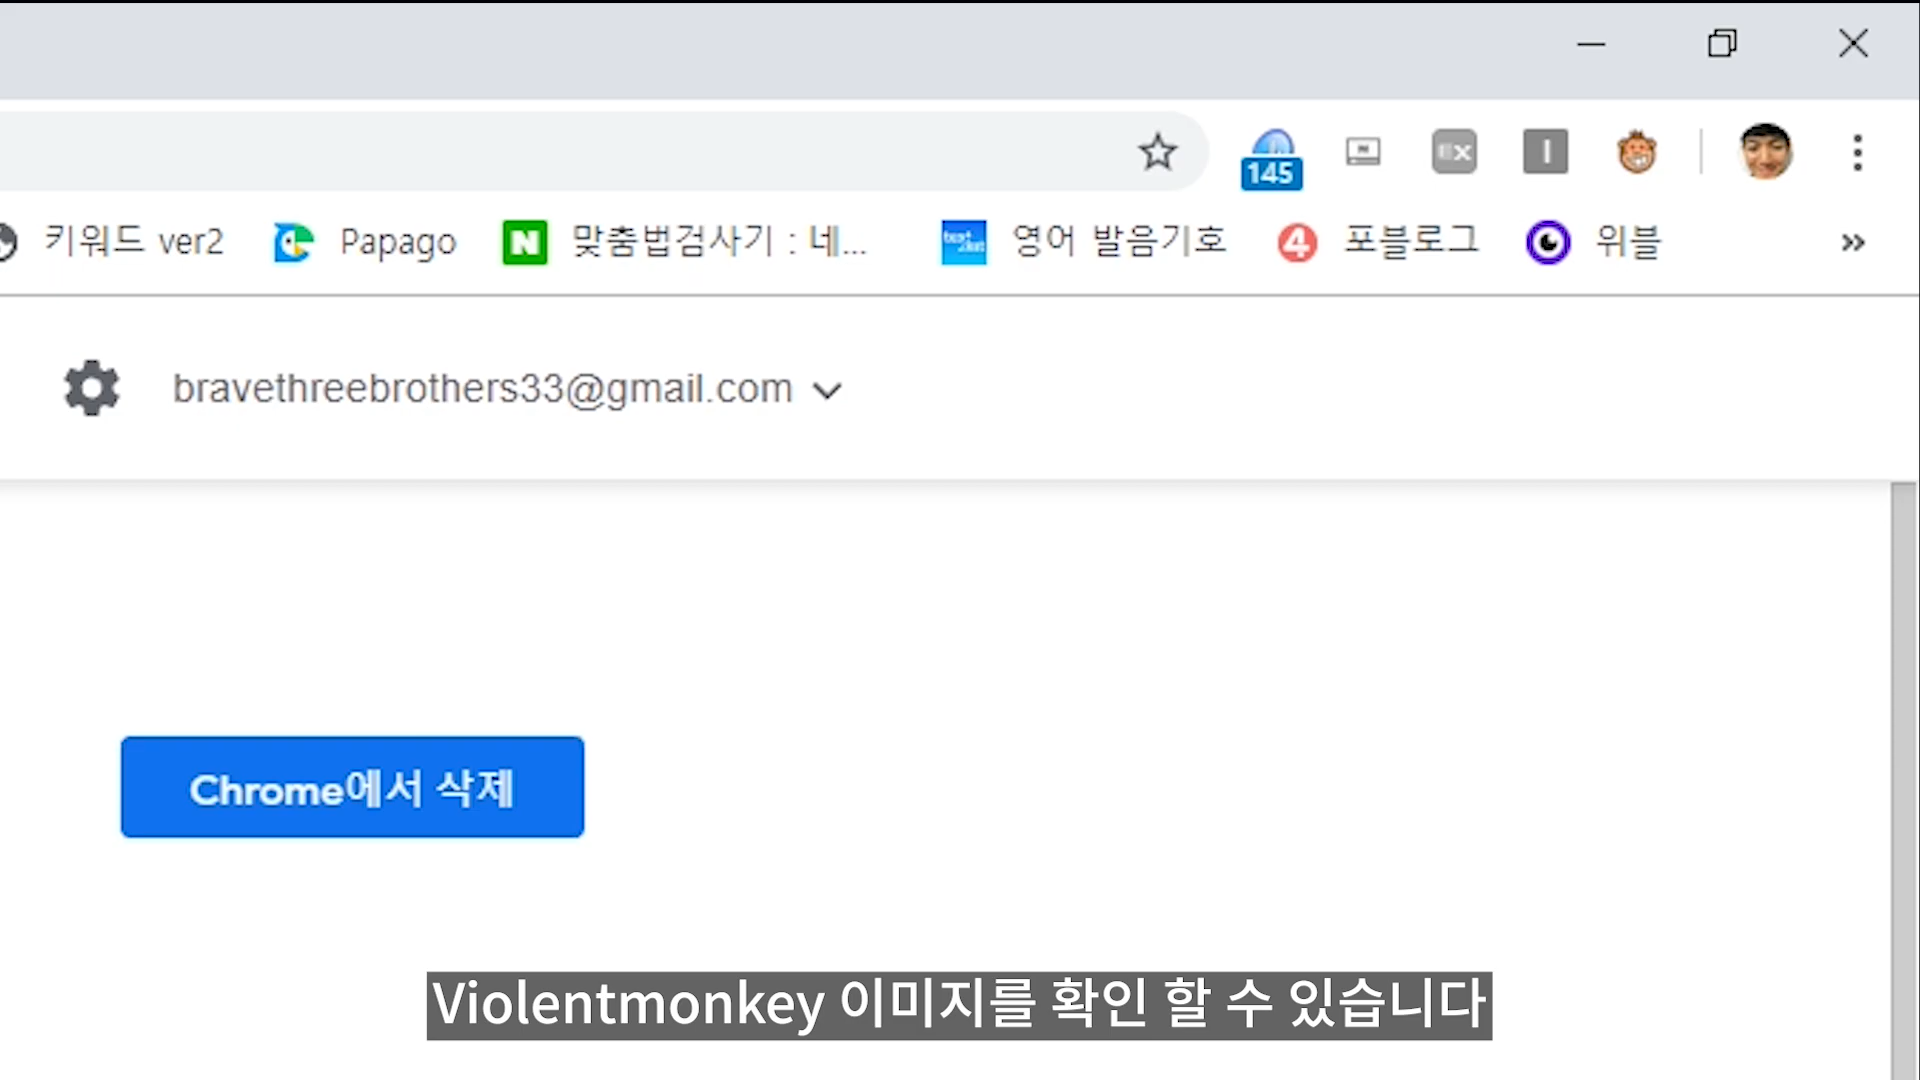 145
EX
I
키워드 ver2 Papago N 맞춤법검사기 : 네... 영어 발음기호 4 포블로그 위블 »
bravethreebrothers33@gmail.com
Chrome에서 삭제
Violentmonkey 이미지를 확인 할 수 있습니다